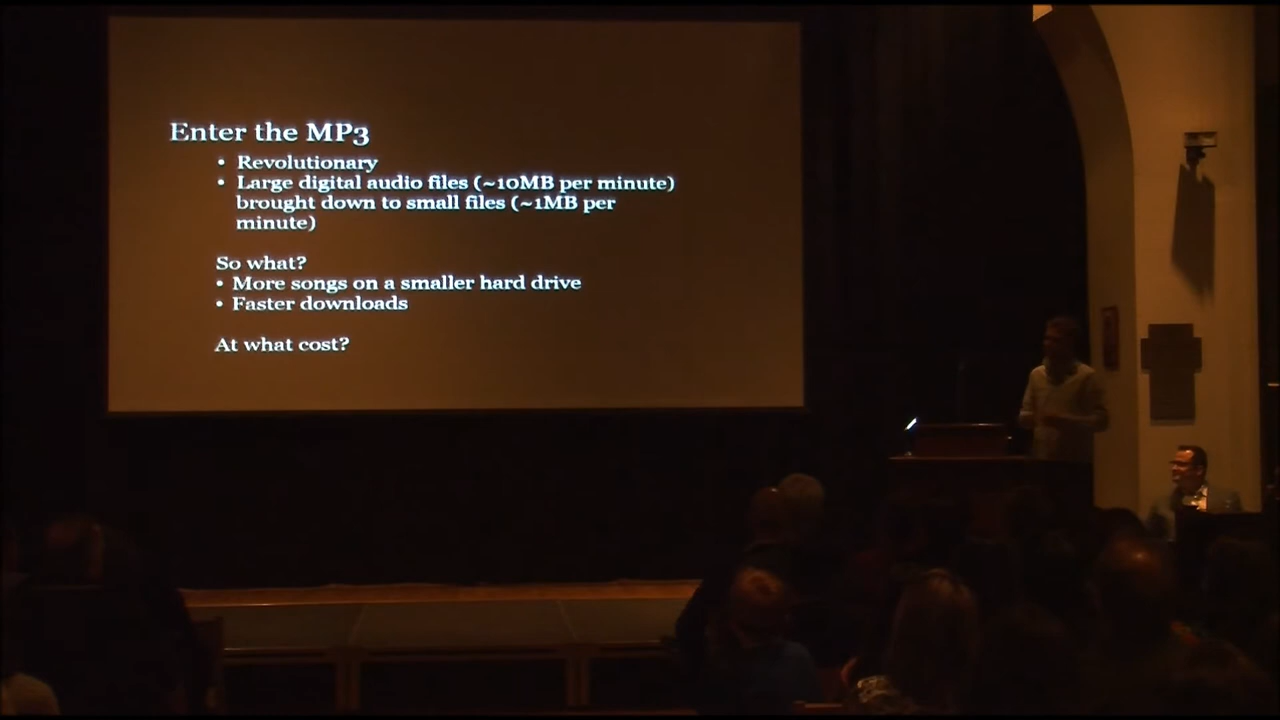 Enter the MP3
• Revolutionary
• Large digital audio files (~10MB per minute)
brought down to small files (~1MB per
minute)
So what?
• More songs on a smaller hard drive
• Faster downloads
At what cost?